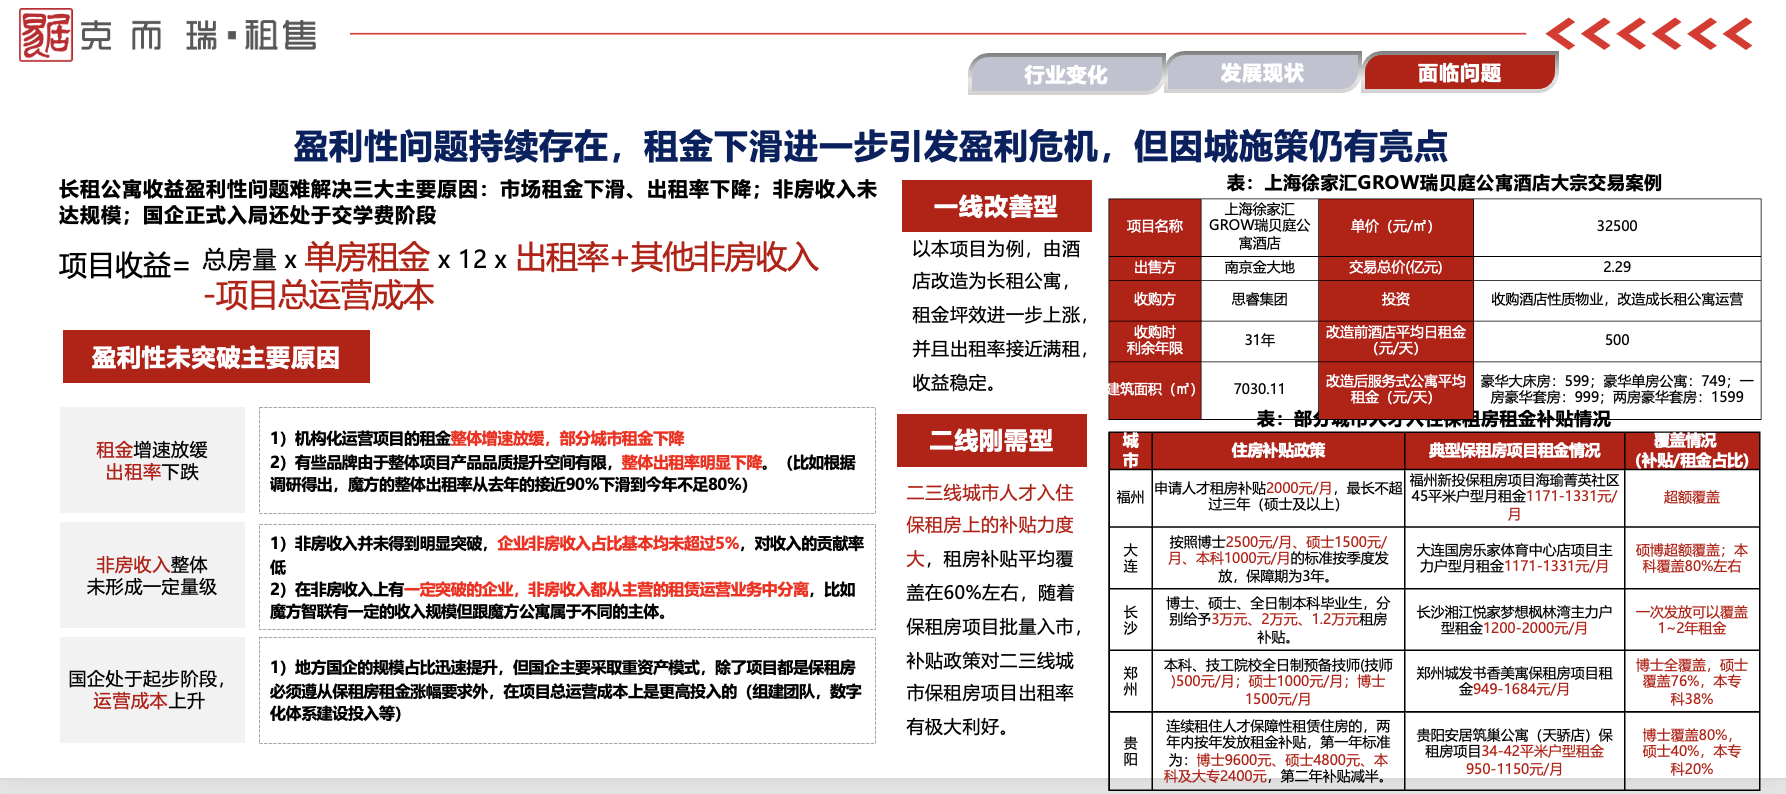 克而瑞·租售
行业变化
发展现状
面临问题
盈利性问题持续存在，租金下滑进一步引发盈利危机，但因城施策仍有亮点
长租公寓收益盈利性问题难解决三大主要原因：市场租金下滑、出租率下降；非房收入未
达规模；国企正式入局还处于交学费阶段
项目收益= 总房量 x 单房租金 x 12 x 出租率+其他非房收入
-项目总运营成本
盈利性未突破主要原因
租金增速放缓
出租率下跌
1）机构化运营项目的租金整体增速放缓，部分城市租金下降
2）有些品牌由于整体项目产品品质提升空间有限，整体出租率明显下降。（比如根据
调研得出，魔方的整体出租率从去年的接近90%下滑到今年不足80%）
非房收入整体
未形成一定量级
1）非房收入并未得到明显突破，企业非房收入占比基本均未超过5%，对收入的贡献率
低
2）在非房收入上有一定突破的企业，非房收入都从主营的租赁运营业务中分离，比如
魔方智联有一定的收入规模但跟魔方公寓属于不同的主体。
国企处于起步阶段，
运营成本上升
1）地方国企的规模占比迅速提升，但国企主要采取重资产模式，除了项目都是保租房
必须遵从保租房租金涨幅要求外，在项目总运营成本上是更高投入的（组建团队，数字
化体系建设投入等）
一线改善型
以本项目为例，由酒
店改造为长租公寓，
租金坪效进一步上涨，
并且出租率接近满租，
收益稳定。
二线刚需型
二三线城市人才入住
保租房上的补贴力度
大，租房补贴平均覆
盖在60%左右，随着
保租房项目批量入市，
补贴政策对二三线城
市保租房项目出租率
有极大利好。
表：上海徐家汇GROW瑞贝庭公寓酒店大宗交易案例
项目名称
上海徐家汇
GROW瑞贝庭公
寓酒店
单价（元/㎡）
32500
出售方
南京金大地
交易总价(亿元)
2.29
收购方
思睿集团
投资
收购酒店性质物业，改造成长租公寓运营
收购时
利余年限
31年
改造前酒店平均日租金
（元/天）
500
建筑面积（㎡）
7030.11
改造后服务式公寓平均
租金（元/天）
豪华大床房：599；豪华单房公寓：749；一
房豪华套房：999；两房豪华套房：1599
表：部分城市人才入住保租房租金补贴情况
城
市
住房补贴政策
典型保租房项目租金情况
覆盖情况
（补贴/租金占比）
福州
申请人才租房补贴2000元/月，最长不超
过三年（硕士及以上）
福州新投保租房项目海瑜菁英社区
45平米户型月租金1171-1331元/
月
超额覆盖
大
连
按照博士2500元/月、硕士1500元/
月、本科1000元/月的标准按季度发
放，保障期为3年。
大连国房乐家体育中心店项目主
力户型月租金1171-1331元/月
硕博超额覆盖；本
科覆盖80%左右
长
沙
博士、硕士、全日制本科毕业生，分
别给予3万元、2万元、1.2万元租房
补贴。
长沙湘江悦家梦想枫林湾主力户
型租金1200-2000元/月
一次发放可以覆盖
1~2年租金
郑
州
本科、技工院校全日制预备技师(技师
)500元/月；硕士1000元/月；博士
1500元/月
郑州城发书香美寓保租房项目租
金949-1684元/月
博士全覆盖，硕士
覆盖76%，本专
科38%
贵
阳
连续租住人才保障性租赁住房的，两
年内按年发放租金补贴，第一年标准
为：博士9600元、硕士4800元、本
科及大专2400元，第二年补贴减半。
贵阳安居筑巢公寓（天骄店）保
租房项目34-42平米户型租金
950-1150元/月
博士覆盖80%，
硕士40%，本专
科20%